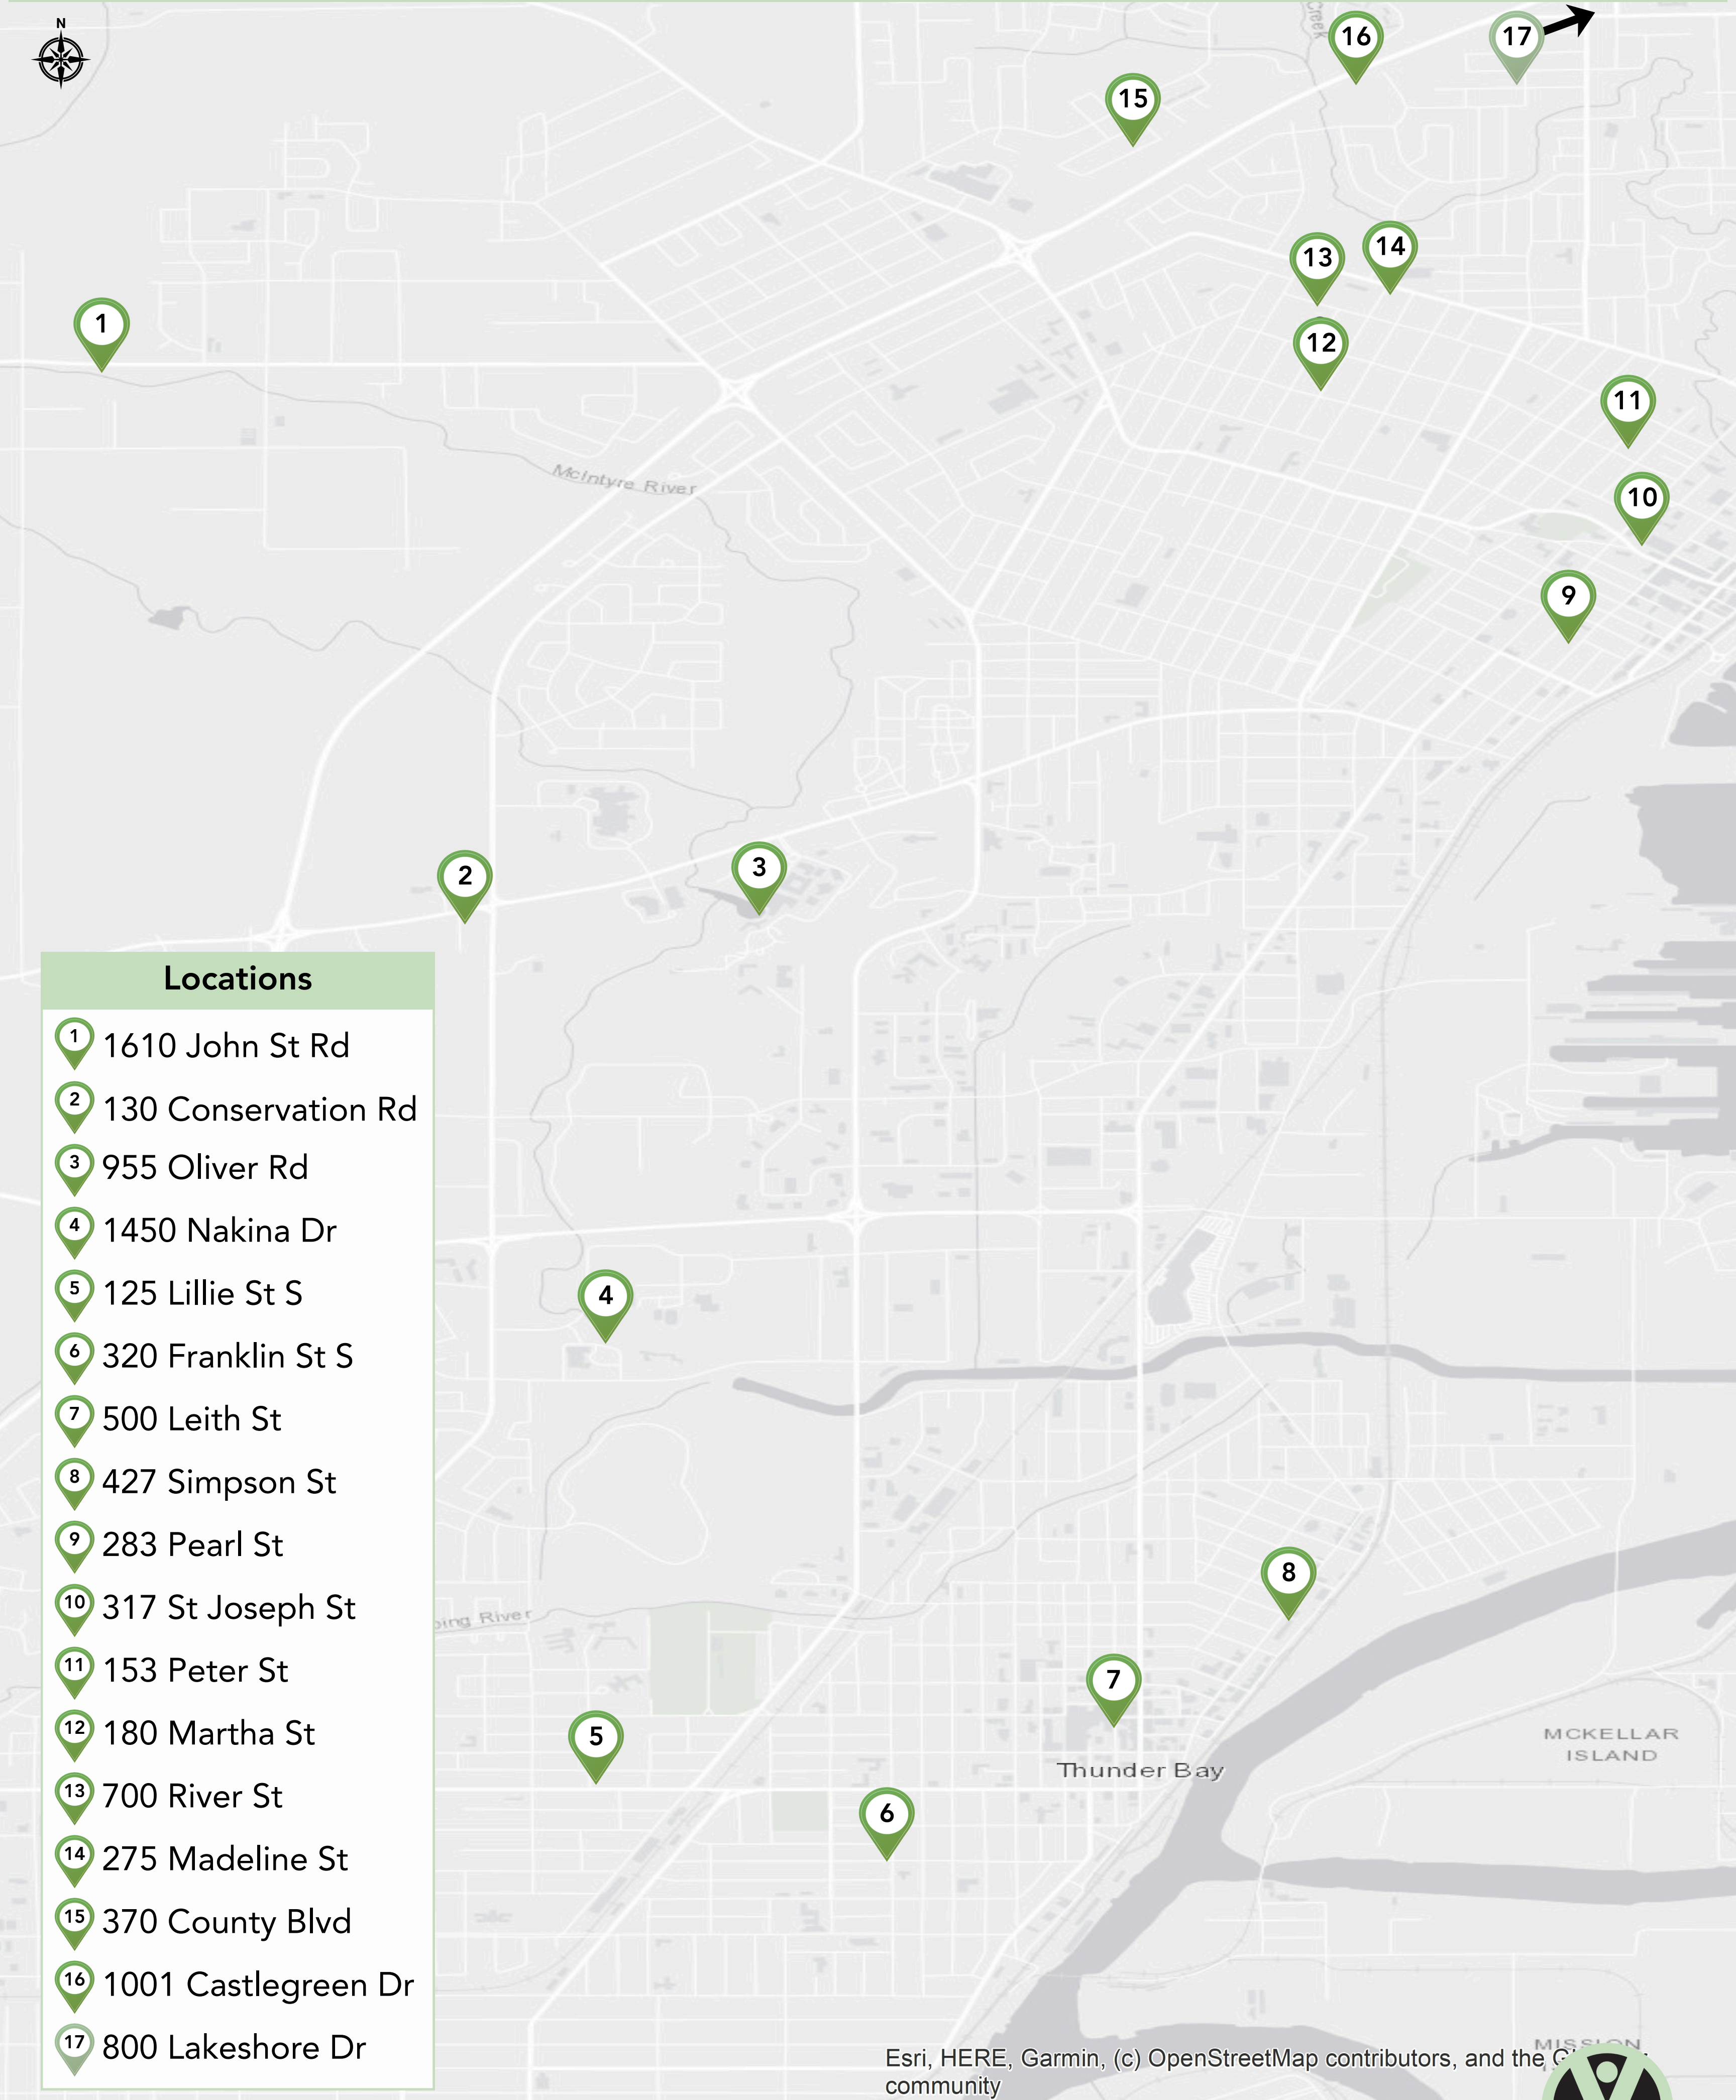 N
Creek
16
17
15
13
14
1
12
11
McIntyre River
10
9
3
2
Locations
1 1610 John St Rd
2 130 Conservation Rd
3 955 Oliver Rd
4 1450 Nakina Dr
5 125 Lillie St S
6 320 Franklin St S
7 500 Leith St
8 427 Simpson St
9 283 Pearl St
10 317 St Joseph St
11 153 Peter St
12 180 Martha St
13 700 River St
14 275 Madeline St
15 370 County Blvd
16 1001 Castlegreen Dr
17 800 Lakeshore Dr
4
8
River
7
5
MCKELLAR
ISLAND
Thunder Bay
6
MISSION
Esri, HERE, Garmin, (c) OpenStreetMap contributors, and the
community